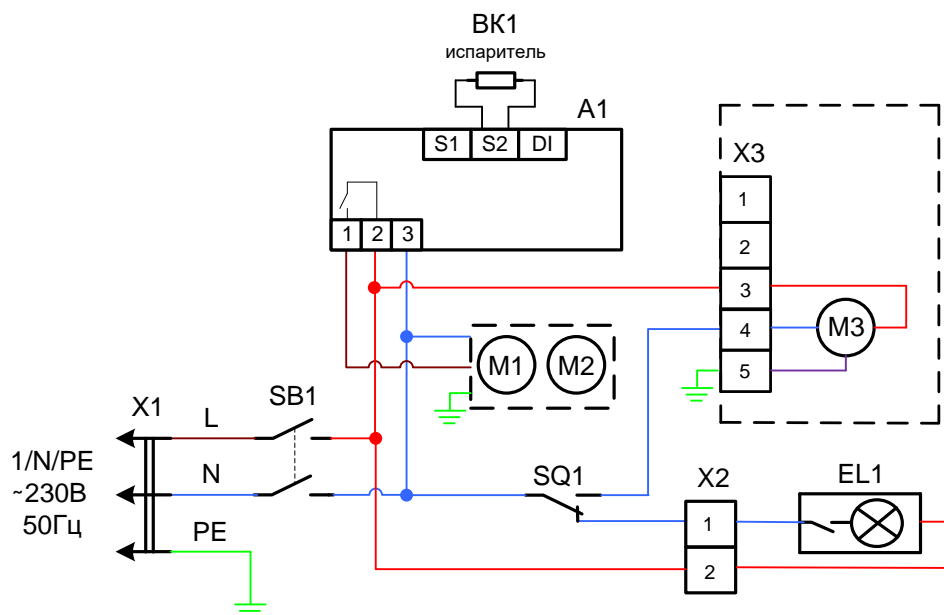 ВК1
испаритель
A1
S1 S2 DI
X3
1
2
3
4
5
1 2 3
M3
M1 M2
X1
L
SB1
1/N/PE
~230В
50Гц
N
PE
SQ1
X2
EL1
1
2